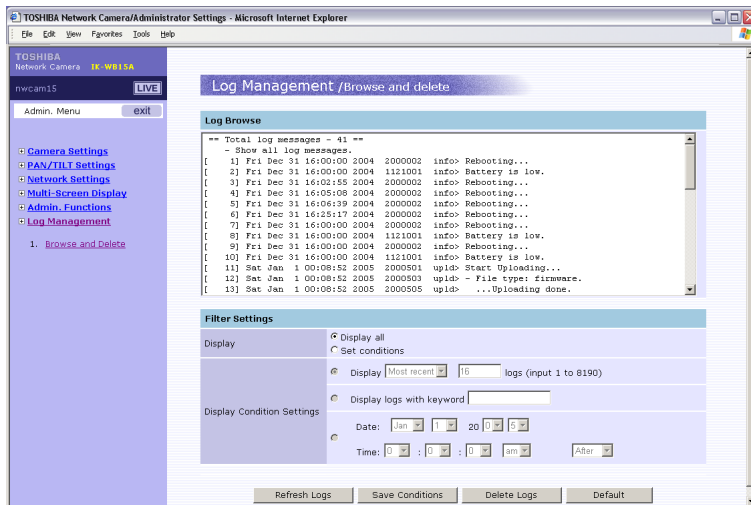 TOSHIBA Network Camera/Administrator Settings - Microsoft Internet Explorer
File Edit View Favorites Tools Help
TOSHIBA
Network Camera IK-WB15A
nwcam15 LIVE
Admin. Menu exit
Camera Settings
PAN/TILT Settings
Network Settings
Multi-Screen Display
Admin. Functions
Log Management
1. Browse and Delete
Log Management /Browse and delete
Log Browse
== Total log messages - 41 ==
- Show all log messages.
[ 1] Fri Dec 31 16:00:00 2004 2000002 info> Rebooting...
[ 2] Fri Dec 31 16:00:00 2004 1121001 info> Battery is low.
[ 3] Fri Dec 31 16:02:55 2004 2000002 info> Rebooting...
[ 4] Fri Dec 31 16:05:08 2004 2000002 info> Rebooting...
[ 5] Fri Dec 31 16:06:39 2004 2000002 info> Rebooting...
[ 6] Fri Dec 31 16:25:17 2004 2000002 info> Rebooting...
[ 7] Fri Dec 31 16:00:00 2004 2000002 info> Rebooting...
[ 8] Fri Dec 31 16:00:00 2004 1121001 info> Battery is low.
[ 9] Fri Dec 31 16:00:00 2004 2000002 info> Rebooting...
[ 10] Fri Dec 31 16:00:00 2004 1121001 info> Battery is low.
[ 11] Sat Jan 1 00:08:52 2005 2000501 upld> Start Uploading...
[ 12] Sat Jan 1 00:08:52 2005 2000503 upld> - File type: firmware.
[ 13] Sat Jan 1 00:08:52 2005 2000505 upld> ...Uploading done.
Filter Settings
Display
Display all
Set conditions
Display Condition Settings
Display Most recent 16 logs (input 1 to 8190)
Display logs with keyword
Date: Jan 1 20 0 5
Time: 0 : 0 : 0 am After
Refresh Logs Save Conditions Delete Logs Default